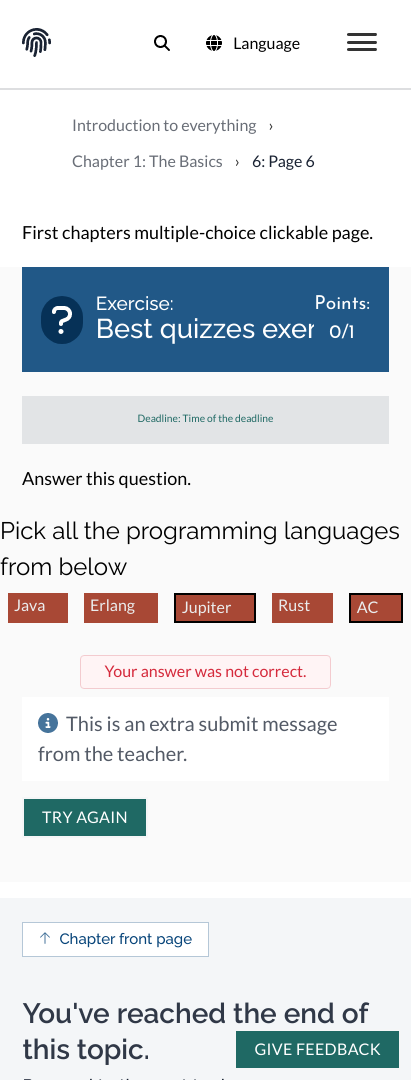 Language
Introduction to everything ›
Chapter 1: The Basics › 6: Page 6
First chapters multiple-choice clickable page.
Exercise:
Points:
Best quizzes exer
0/1
Deadline: Time of the deadline
Answer this question.
Pick all the programming languages
from below
Java Erlang Jupiter Rust AC
Your answer was not correct.
This is an extra submit message
from the teacher.
TRY AGAIN
↑ Chapter front page
You've reached the end of
this topic.
GIVE FEEDBACK